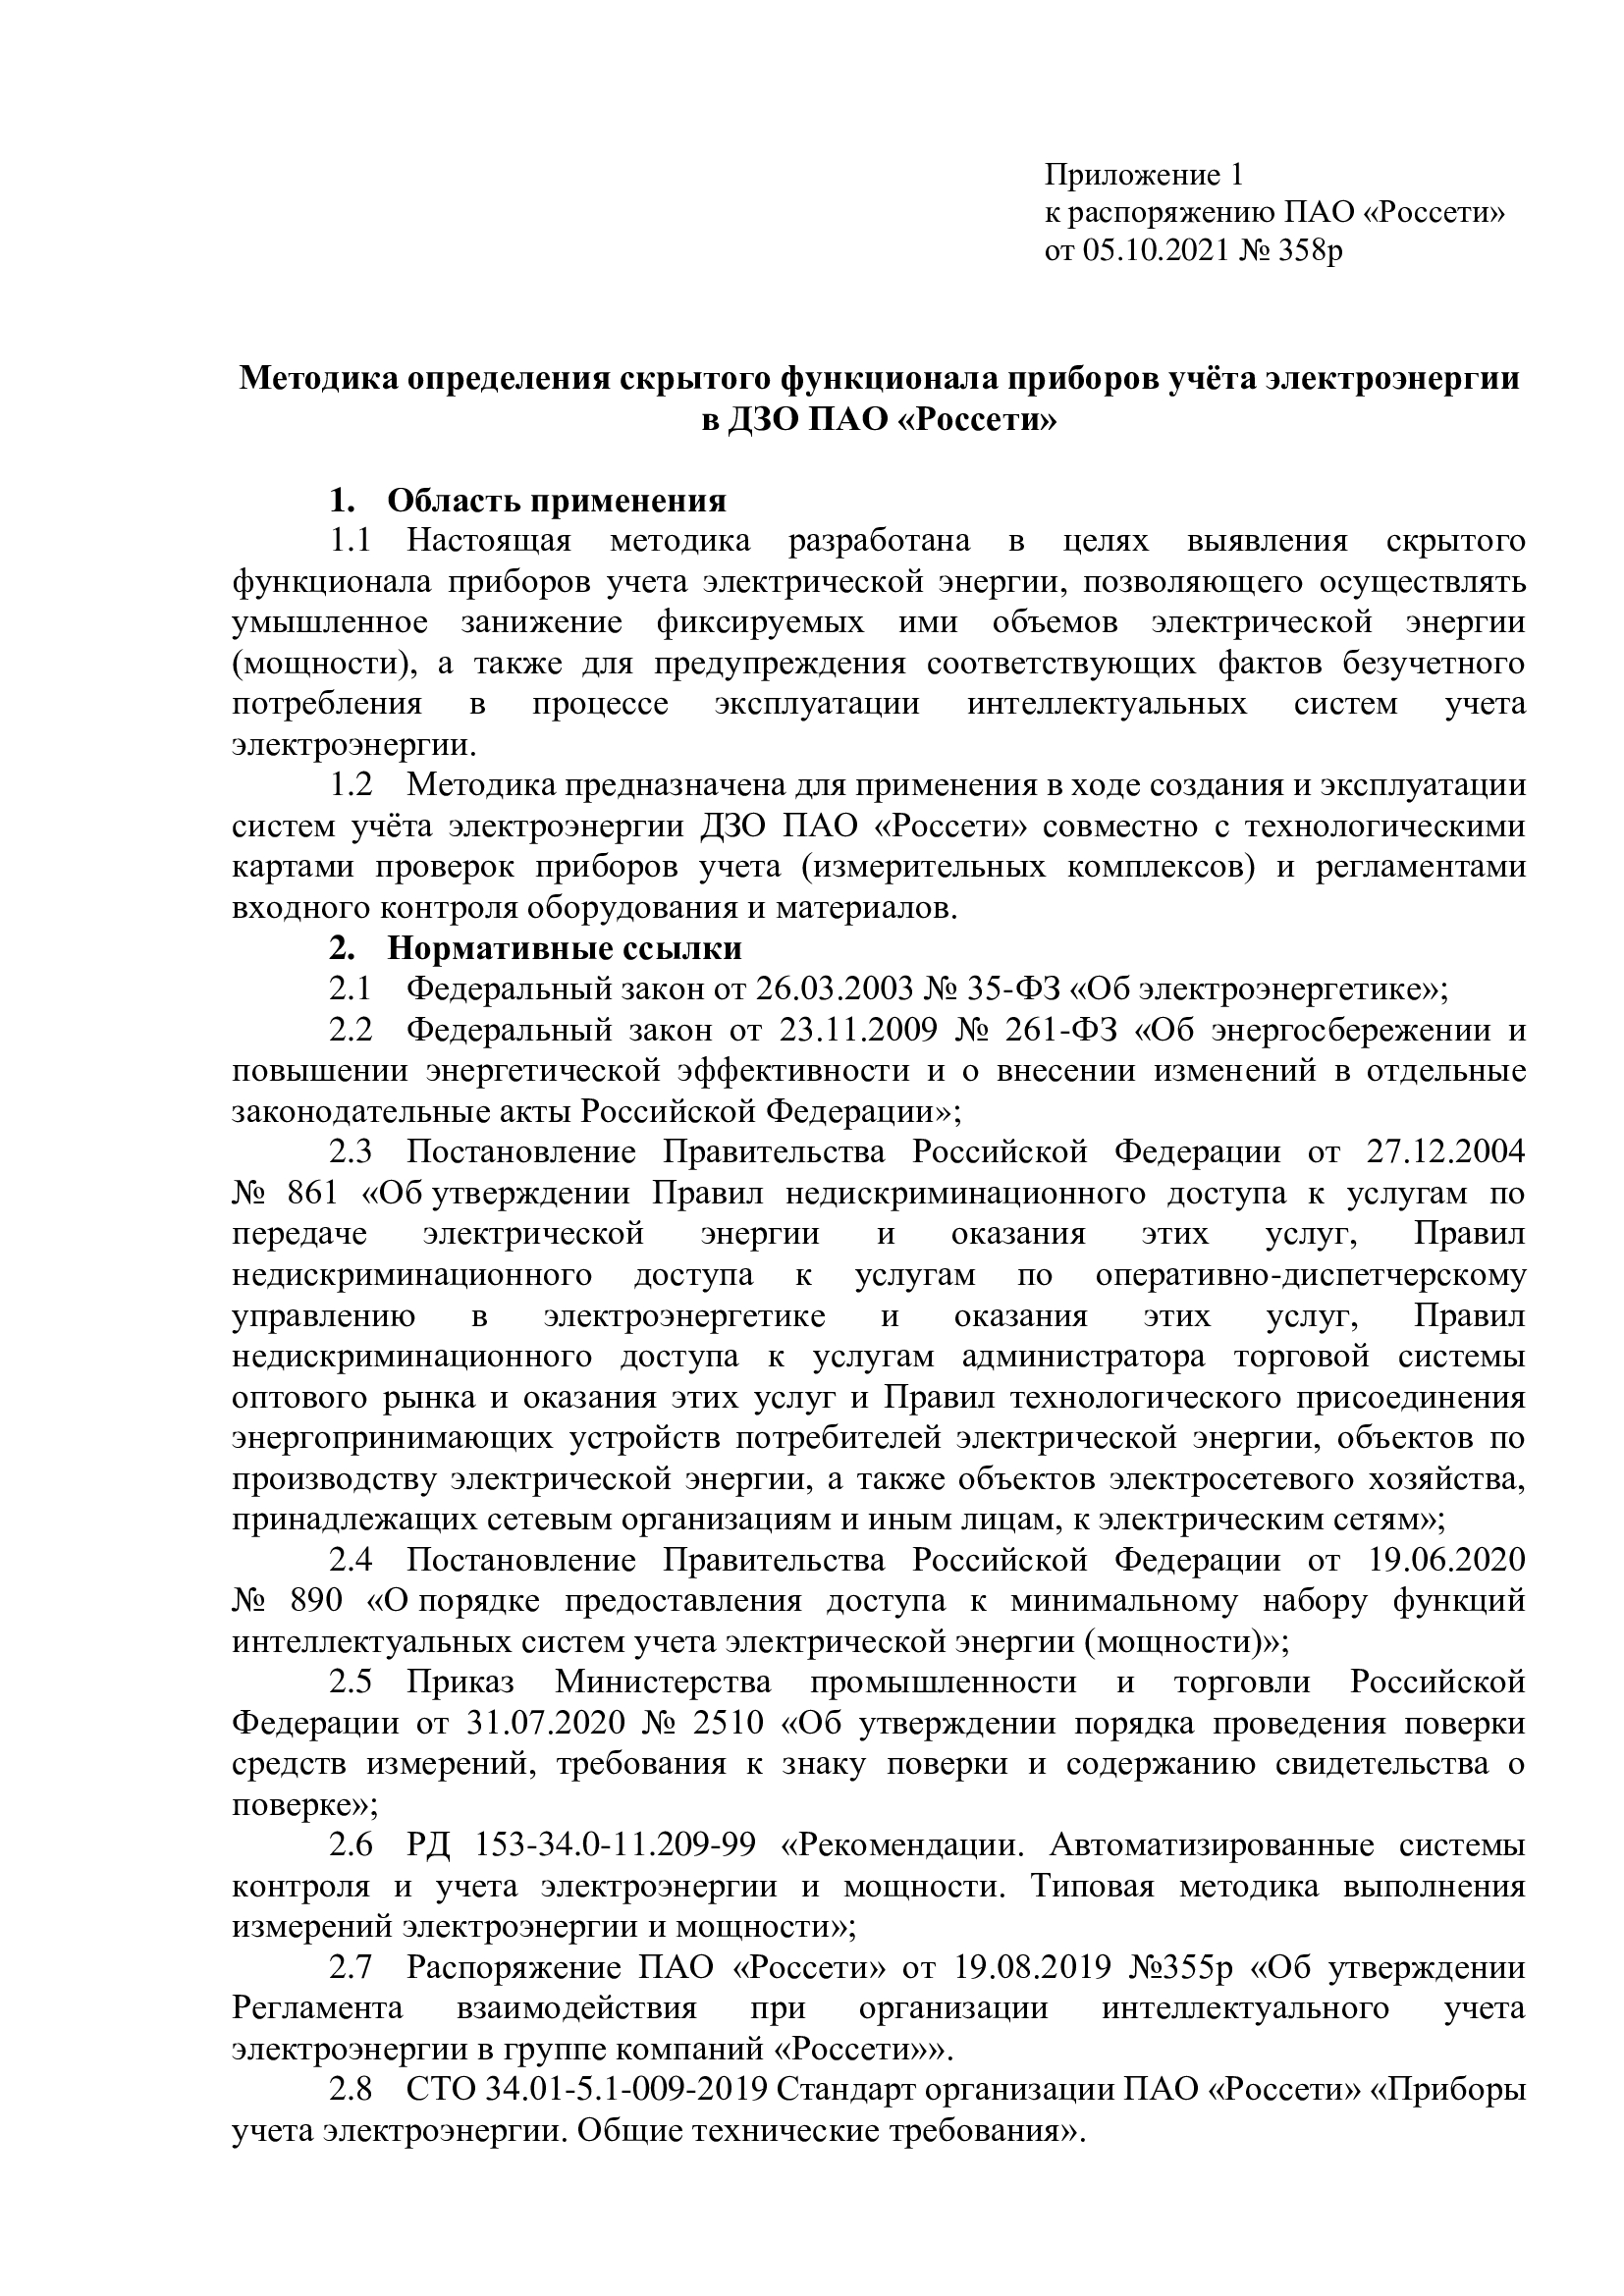 Приложение 1
к распоряжению ПАО «Россети»
от 05.10.2021 № 358р
Методика определения скрытого функционала приборов учёта электроэнергии
в ДЗО ПАО «Россети»
1. Область применения
1.1 Настоящая методика разработана в целях выявления скрытого
функционала приборов учета электрической энергии, позволяющего осуществлять
умышленное занижение фиксируемых ими объемов электрической энергии
(мощности), а также для предупреждения соответствующих фактов безучетного
потребления в процессе эксплуатации интеллектуальных систем учета
электроэнергии.
1.2 Методика предназначена для применения в ходе создания и эксплуатации
систем учёта электроэнергии ДЗО ПАО «Россети» совместно с технологическими
картами проверок приборов учета (измерительных комплексов) и регламентами
входного контроля оборудования и материалов.
2. Нормативные ссылки
2.1 Федеральный закон от 26.03.2003 № 35-ФЗ «Об электроэнергетике»;
2.2 Федеральный закон от 23.11.2009 № 261-ФЗ «Об энергосбережении и
повышении энергетической эффективности и о внесении изменений в отдельные
законодательные акты Российской Федерации»;
2.3 Постановление Правительства Российской Федерации от 27.12.2004
№ 861 «Об утверждении Правил недискриминационного доступа к услугам по
передаче электрической энергии и оказания этих услуг, Правил
недискриминационного доступа к услугам по оперативно-диспетчерскому
управлению в электроэнергетике и оказания этих услуг, Правил
недискриминационного доступа к услугам администратора торговой системы
оптового рынка и оказания этих услуг и Правил технологического присоединения
энергопринимающих устройств потребителей электрической энергии, объектов по
производству электрической энергии, а также объектов электросетевого хозяйства,
принадлежащих сетевым организациям и иным лицам, к электрическим сетям»;
2.4 Постановление Правительства Российской Федерации от 19.06.2020
№ 890 «О порядке предоставления доступа к минимальному набору функций
интеллектуальных систем учета электрической энергии (мощности)»;
2.5 Приказ Министерства промышленности и торговли Российской
Федерации от 31.07.2020 № 2510 «Об утверждении порядка проведения поверки
средств измерений, требования к знаку поверки и содержанию свидетельства о
поверке»;
2.6 РД 153-34.0-11.209-99 «Рекомендации. Автоматизированные системы
контроля и учета электроэнергии и мощности. Типовая методика выполнения
измерений электроэнергии и мощности»;
2.7 Распоряжение ПАО «Россети» от 19.08.2019 №355р «Об утверждении
Регламента взаимодействия при организации интеллектуального учета
электроэнергии в группе компаний «Россети»».
2.8 СТО 34.01-5.1-009-2019 Стандарт организации ПАО «Россети» «Приборы
учета электроэнергии. Общие технические требования».